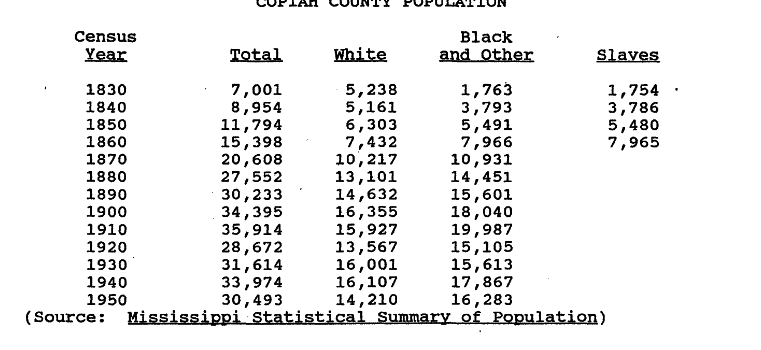 COPIAH COUNTY POPULATION
Census Black
Year Total White and Other Slaves
1830 7,001 5,238 1,763 1,754
1840 8,954 5,161 3,793 3,786
1850 11,794 6,303 5,491 5,480
1860 15,398 7,432 7,966 7,965
1870 20,608 10,217 10,931
1880 27,552 13,101 14,451
1890 30,233 14,632 15,601
1900 34,395 16,355 18,040
1910 35,914 15,927 19,987
1920 28,672 13,567 15,105
1930 31,614 16,001 15,613
1940 33,974 16,107 17,867
1950 30,493 14,210 16,283
(Source: Mississippi Statistical Summary of Population)